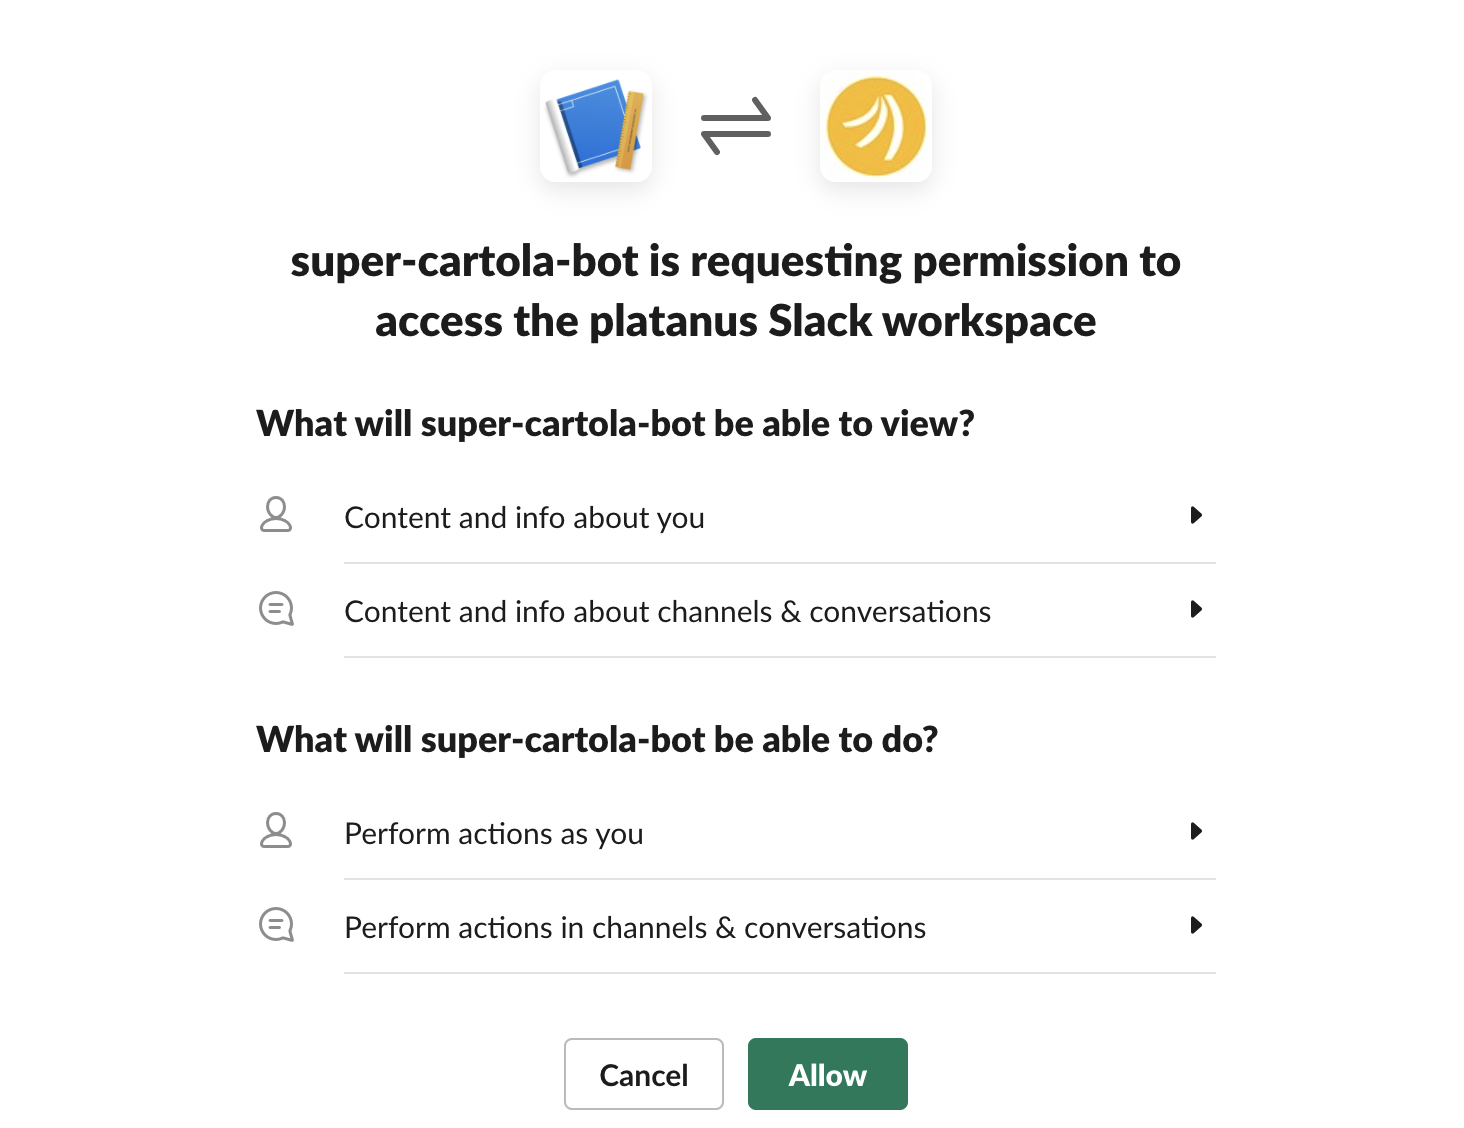 super-cartola-bot is requesting permission to
access the platanus Slack workspace
What will super-cartola-bot be able to view?
Content and info about you
Content and info about channels & conversations
What will super-cartola-bot be able to do?
Perform actions as you
Perform actions in channels & conversations
Cancel
Allow